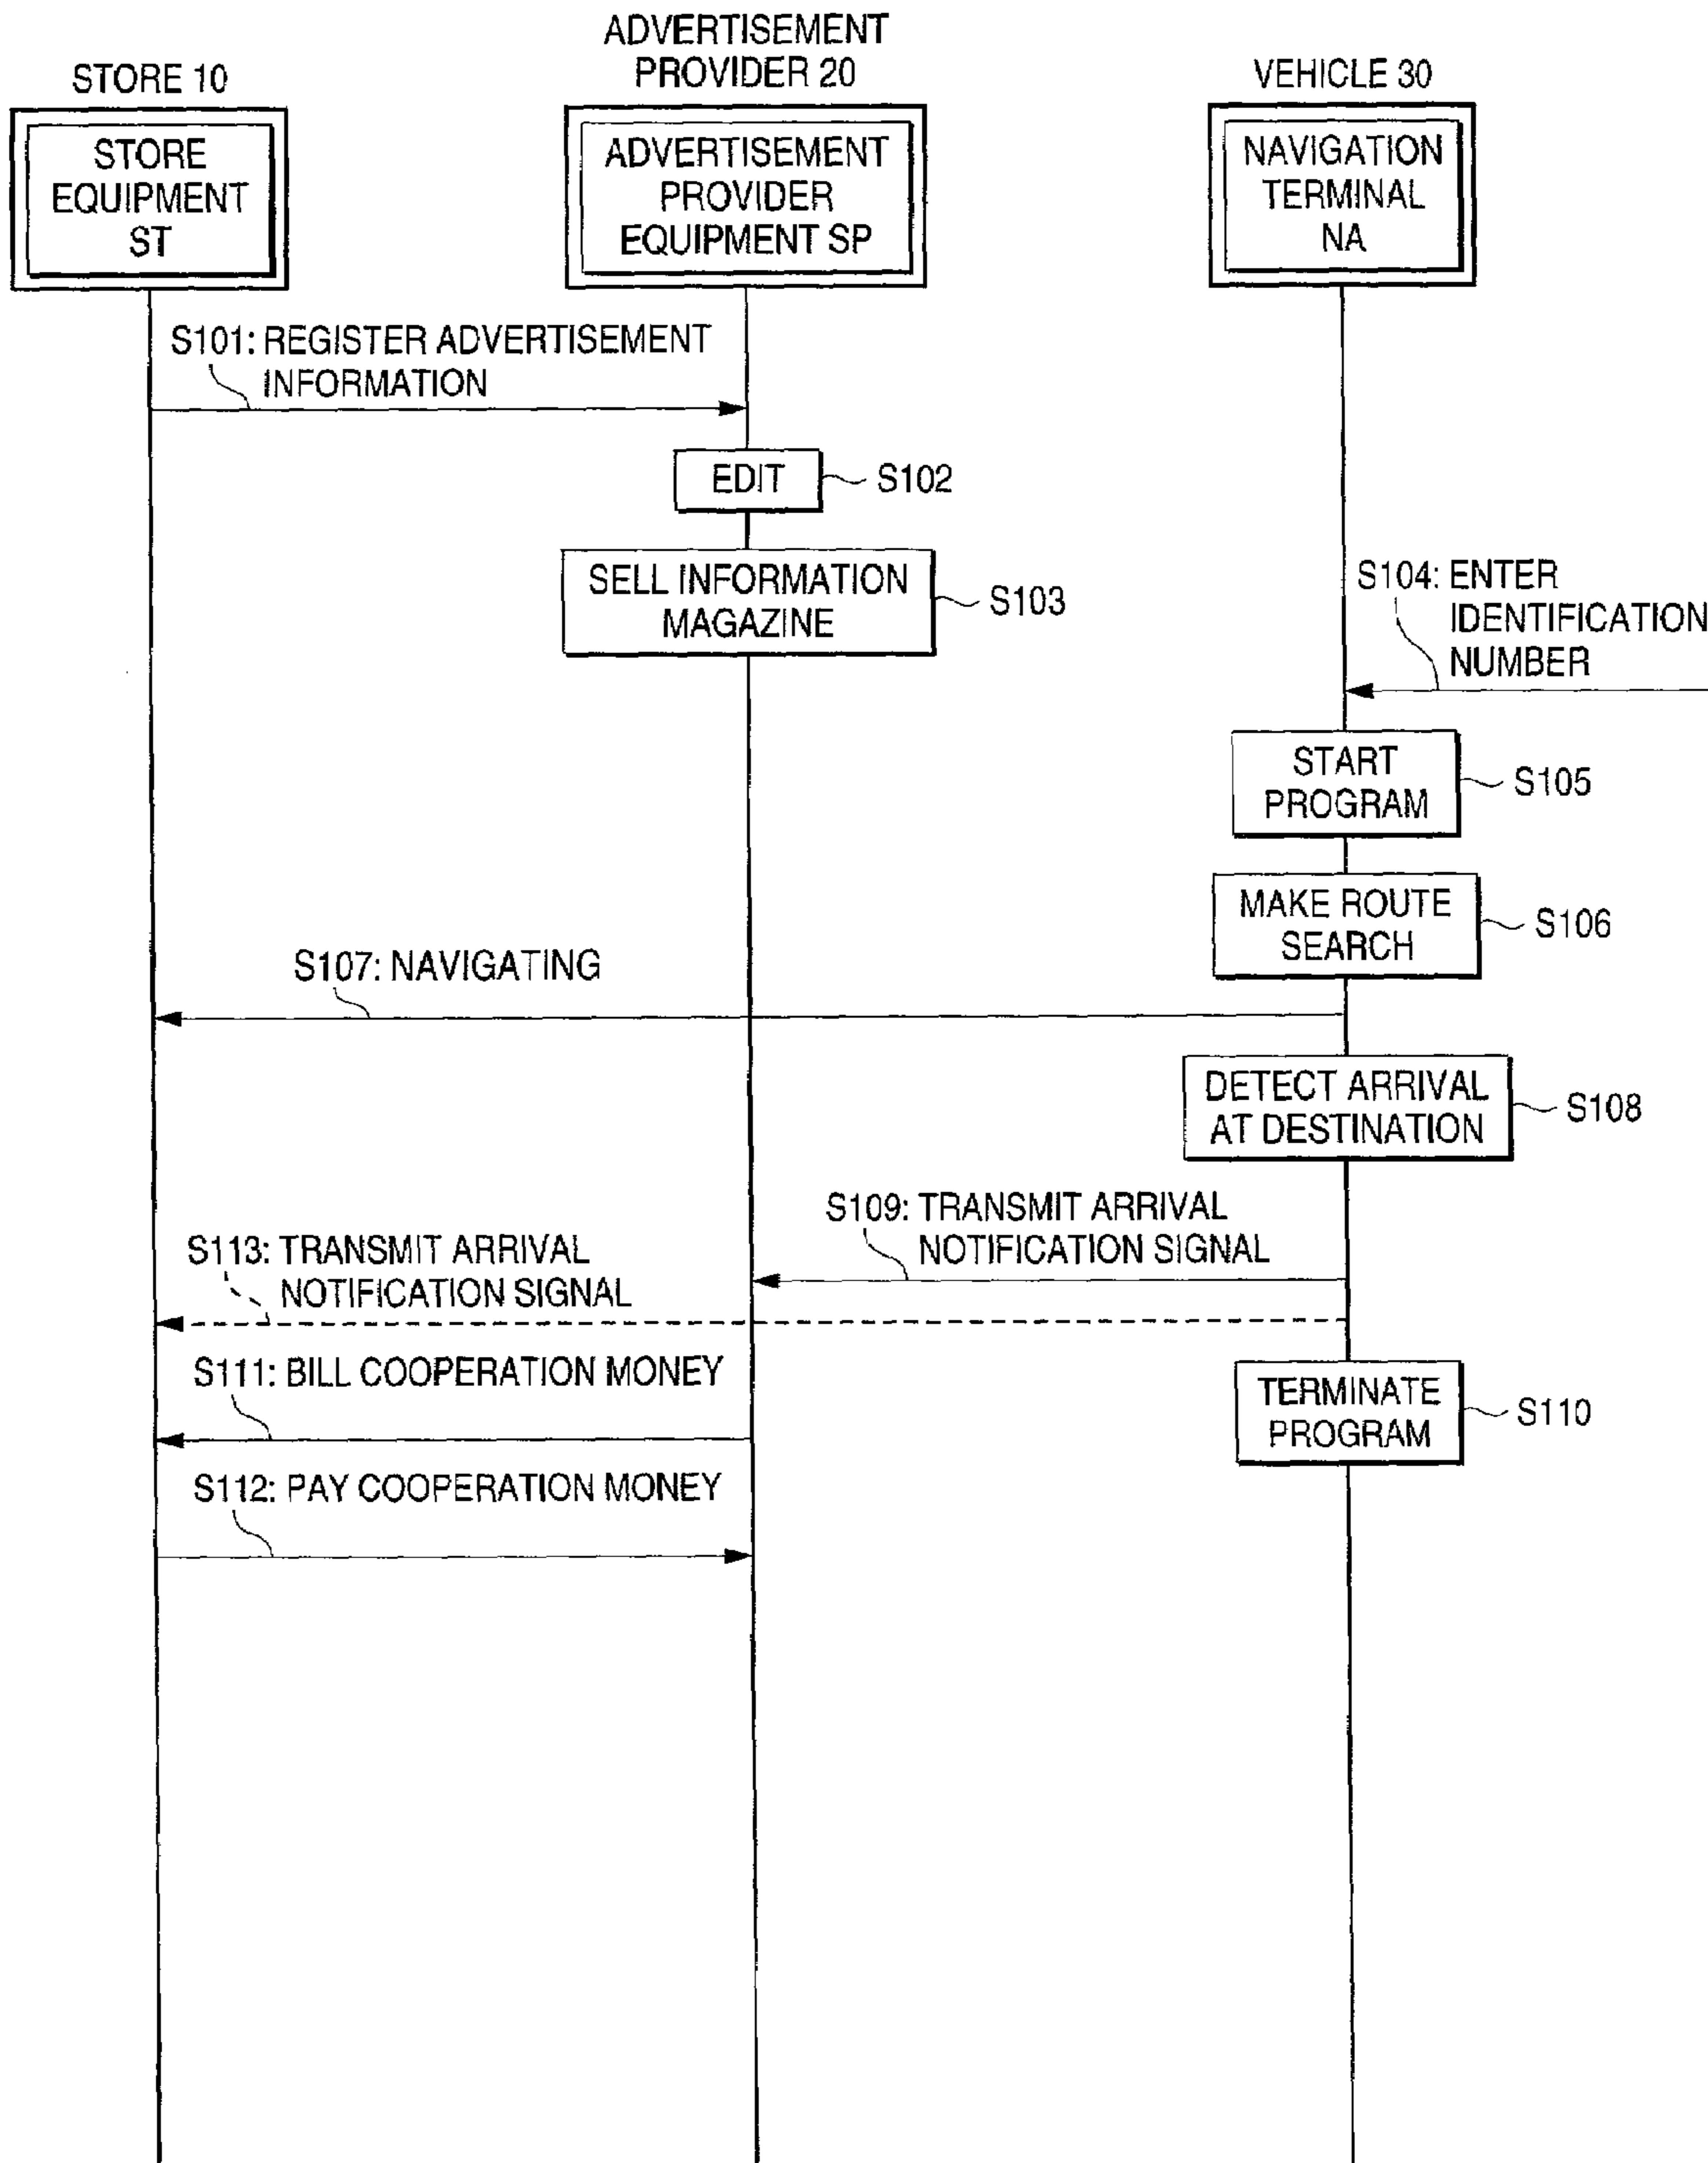 STORE 10
ADVERTISEMENT
PROVIDER 20
VEHICLE 30
STORE
EQUIPMENT
ST
ADVERTISEMENT
PROVIDER
EQUIPMENT SP
NAVIGATION
TERMINAL
NA
S101: REGISTER ADVERTISEMENT
INFORMATION
EDIT
S102
SELL INFORMATION
MAGAZINE
S103
S104: ENTER
IDENTIFICATION
NUMBER
START
PROGRAM
S105
MAKE ROUTE
SEARCH
S106
S107: NAVIGATING
DETECT ARRIVAL
AT DESTINATION
S108
S109: TRANSMIT ARRIVAL
NOTIFICATION SIGNAL
S113: TRANSMIT ARRIVAL
NOTIFICATION SIGNAL
S111: BILL COOPERATION MONEY
TERMINATE
PROGRAM
S110
S112: PAY COOPERATION MONEY